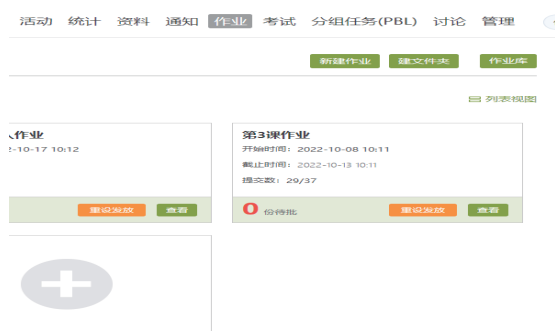 活动 统计 资料 通知 作业 考试 分组任务(PBL) 讨论 管理
新建作业 建文件夹 作业库
列表视图
人作业
-10-17 10:12
重设发放 查看
第3课作业
开始时间：2022-10-08 10:11
截止时间：2022-10-13 10:11
提交数：29/37
0 份待批 重设发放 查看